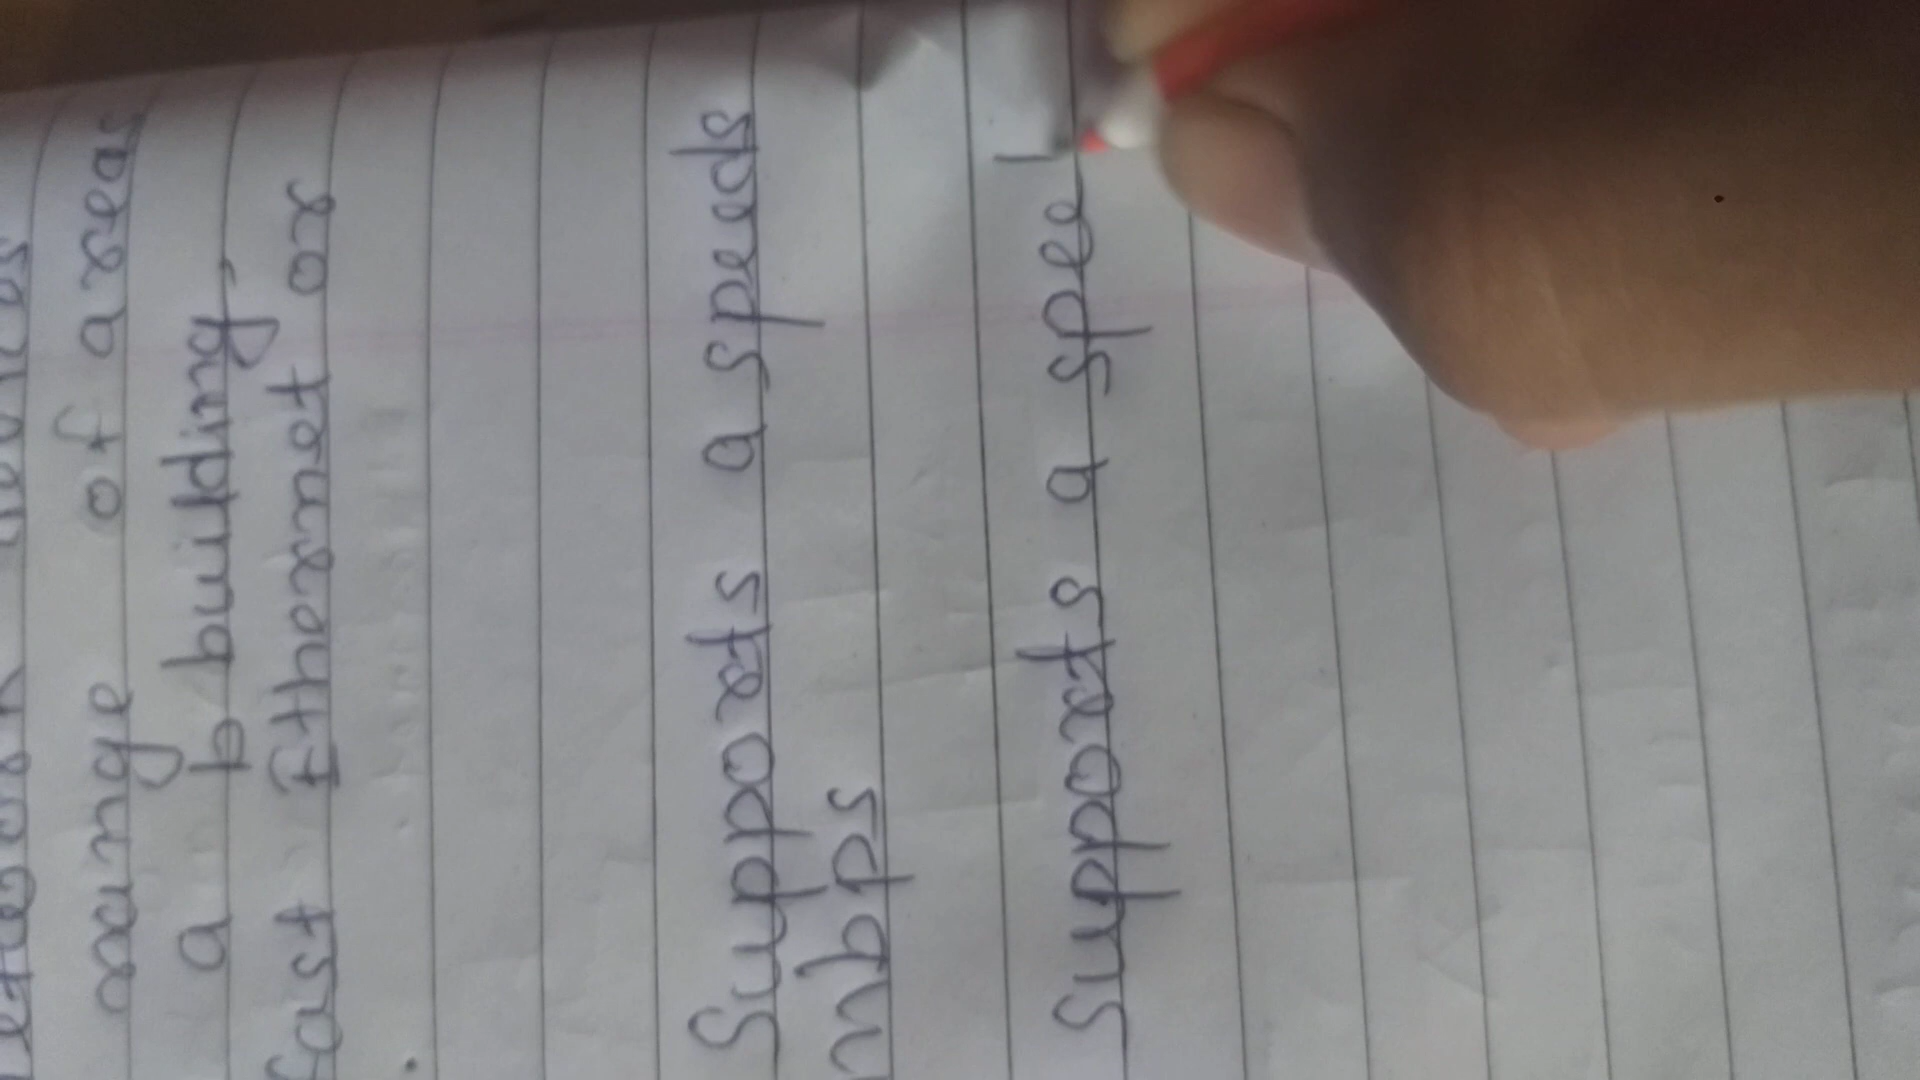 range of areas
a building,
fast Ethernet or
Supports a speeds
mbps
Supports a spee